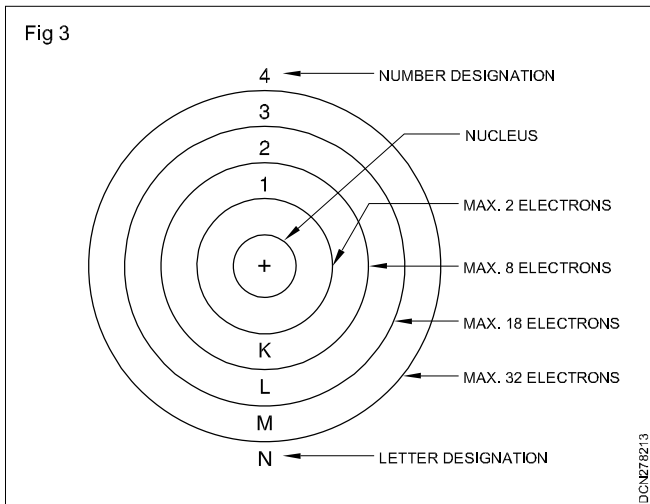 Fig 3
4
NUMBER DESIGNATION
3
NUCLEUS
2
1
MAX. 2 ELECTRONS
+
MAX. 8 ELECTRONS
MAX. 18 ELECTRONS
K
MAX. 32 ELECTRONS
L
M
N
LETTER DESIGNATION
DCN278213